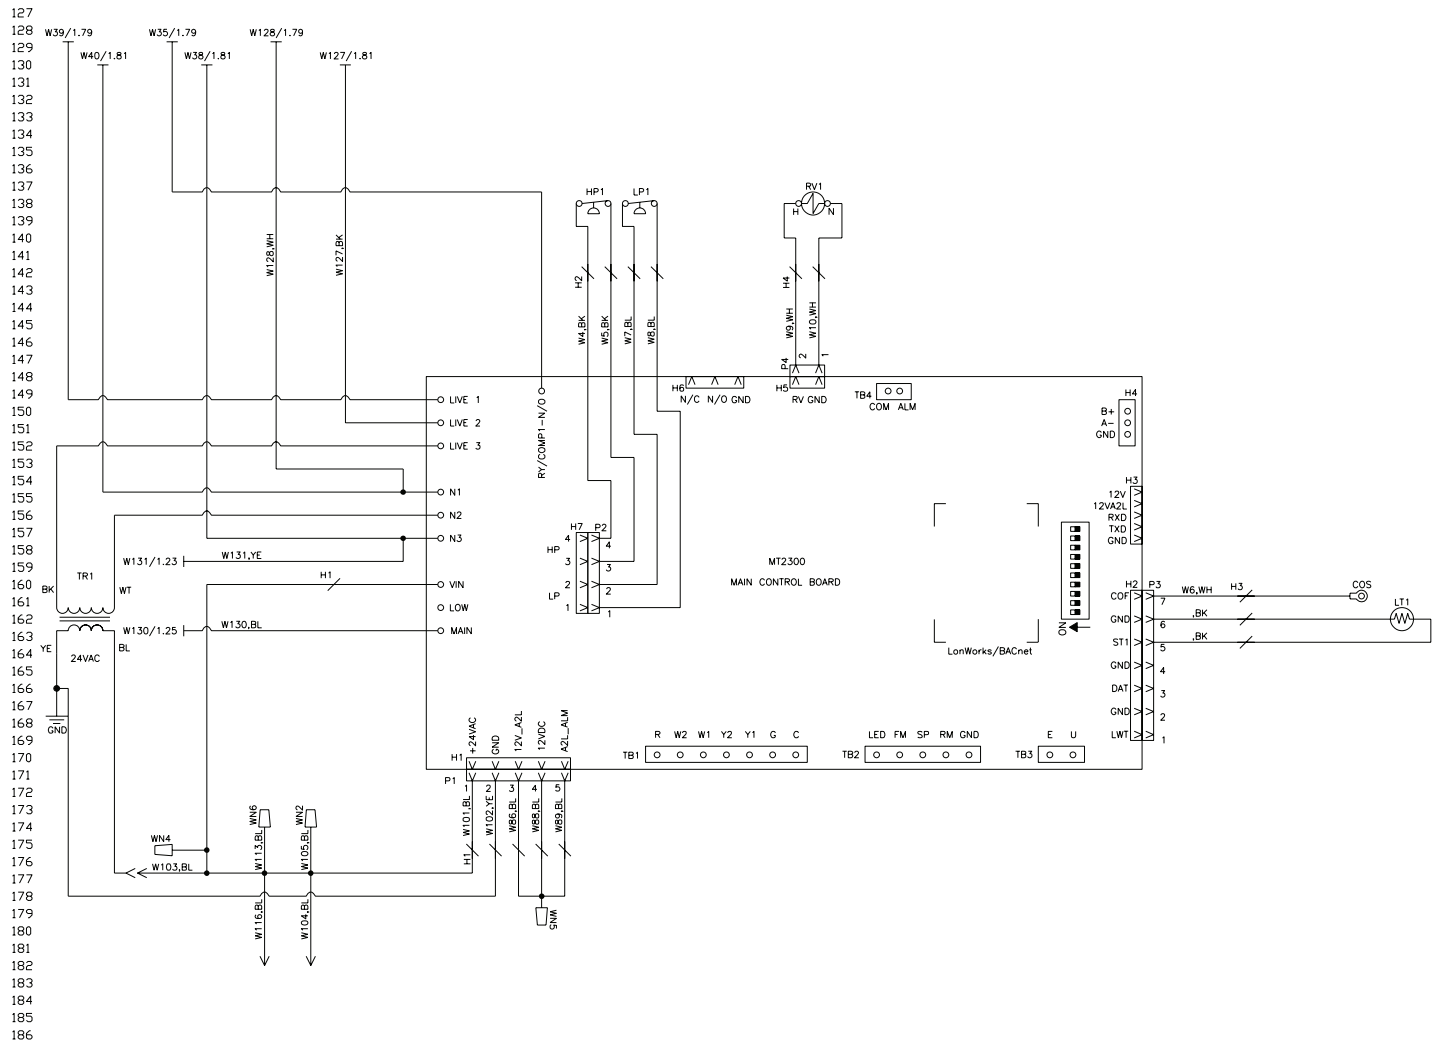 127
128 W39/1.79 W35/1.79 W128/1.79
129
W40/1.81 W38/1.81 W127/1.81
130
131
132
133
134
135
136
137 RV1
HP1 LP1
138
H N
139
140
W128,WH W127,BK
141
142 H2 H4
143
144
145 W4,BK W5,BK W7,BL W8,BL W9,WH W10,WH
146
147 P4 2 1
148
H6 H5 H4
149 N/C N/O GND RV GND TB4
LIVE 1
COM ALM
150 B+
RY/COMP1-N/O
A-
151 LIVE 2
GND
152 LIVE 3
153
154 H3
12V
155 N1
12VA2L
156 N2 RXD
H7 P2 TXD
157 N3 4 4 GND
158 W131,YE HP
W131/1.23 3 3 MT2300
159 TR1
H1 MAIN CONTROL BOARD H2 P3 COS
160 BK WT VIN 2 2 W6,WH H3
LP COF 7
161 LOW 1 1 LT1
162 ,BK
GND 6
163 W130/1.25 W130,BL MAIN ON
,BK
164 YE BL ST1 5
24VAC LonWorks/BACnet
165 GND 4
166 DAT 3
167
GND 2
168 GND
+24VAC GND 12V_A2L 12VDC A2L_ALM
169 R W2 W1 Y2 Y1 G C LED FM SP RM GND E U LWT 1
170 H1 TB1 TB2 TB3
171 P1
172 1 2 3 4 5
173 WN6 WN2
W101,BL W102,YE W86,BL W88,BL W89,BL
174
WN4 W113,BL W105,BL
175
H1
176 W103,BL
177
178
179 WN5
W116,BL W104,BL
180
181
182
183
184
185
186